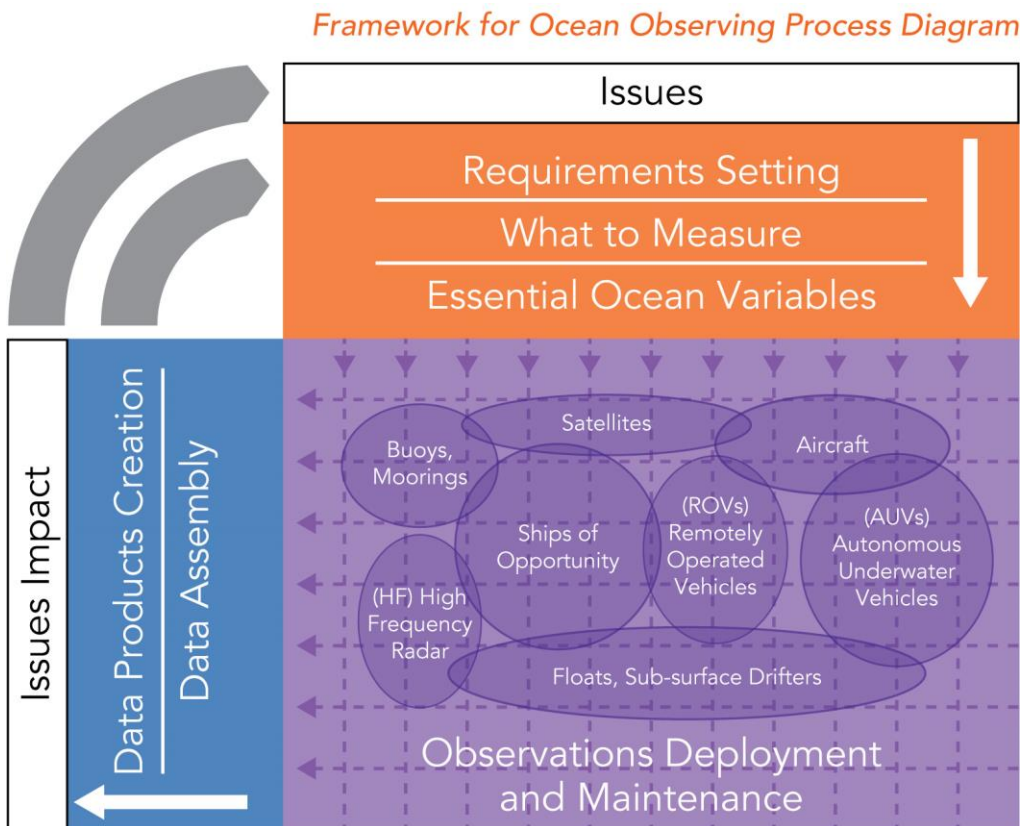 Framework for Ocean Observing Process Diagram
Issues
Requirements Setting
What to Measure
Essential Ocean Variables
Issues Impact
Data Products Creation
Data Assembly
Satellites
Buoys,
Moorings
Aircraft
Ships of
Opportunity
(ROVs)
Remotely
Operated
Vehicles
(AUVs)
Autonomous
Underwater
Vehicles
(HF) High
Frequency
Radar
Floats, Sub-surface Drifters
Observations Deployment
and Maintenance